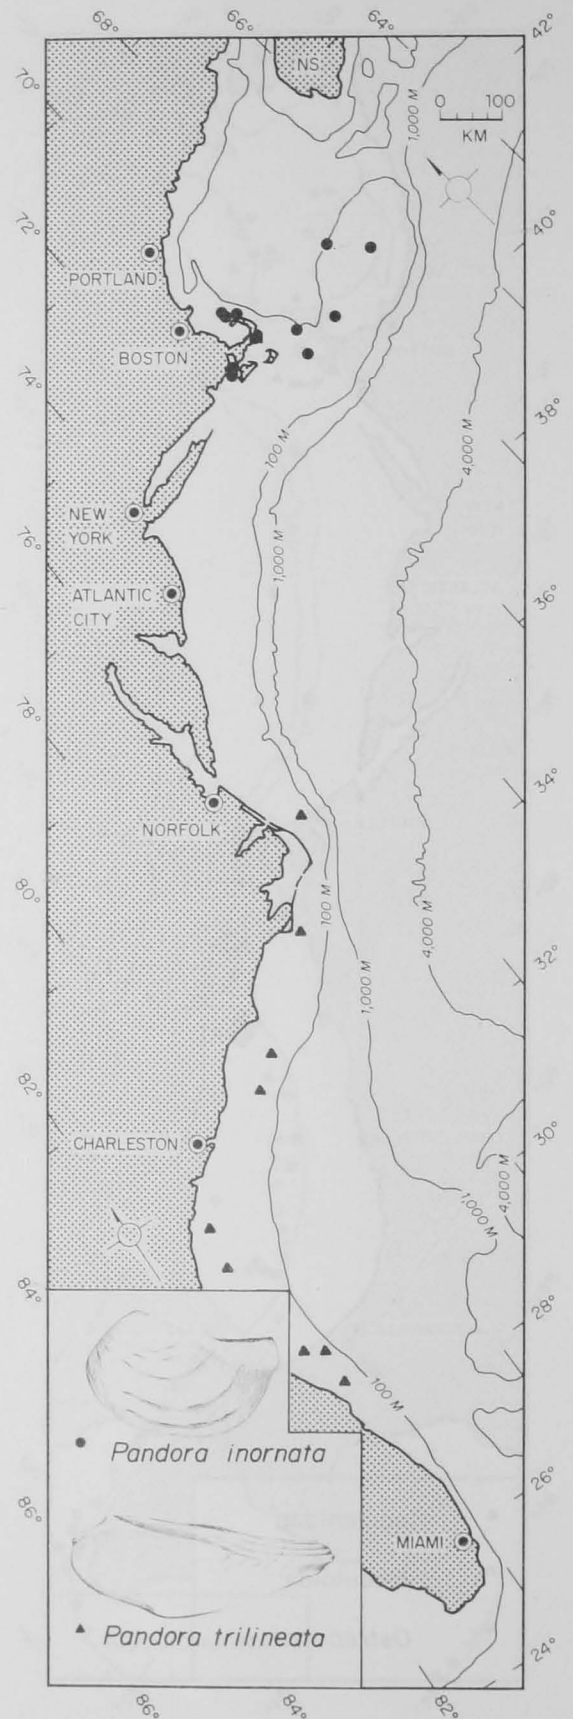 68°
66°
64°
42°
NS.
70°
0 100
KM
1,000 M
72°
40°
PORTLAND
BOSTON
74°
38°
100 M
4,000 M
NEW
YORK
1,000 M
76°
36°
ATLANTIC
CITY
78°
34°
NORFOLK
80°
100 M
4,000 M
32°
1,000 M
82°
30°
CHARLESTON
4,000 M
1,000 M
84°
28°
100 M
Pandora inornata
26°
86°
MIAMI
Pandora trilineata
24°
86°
84°
82°